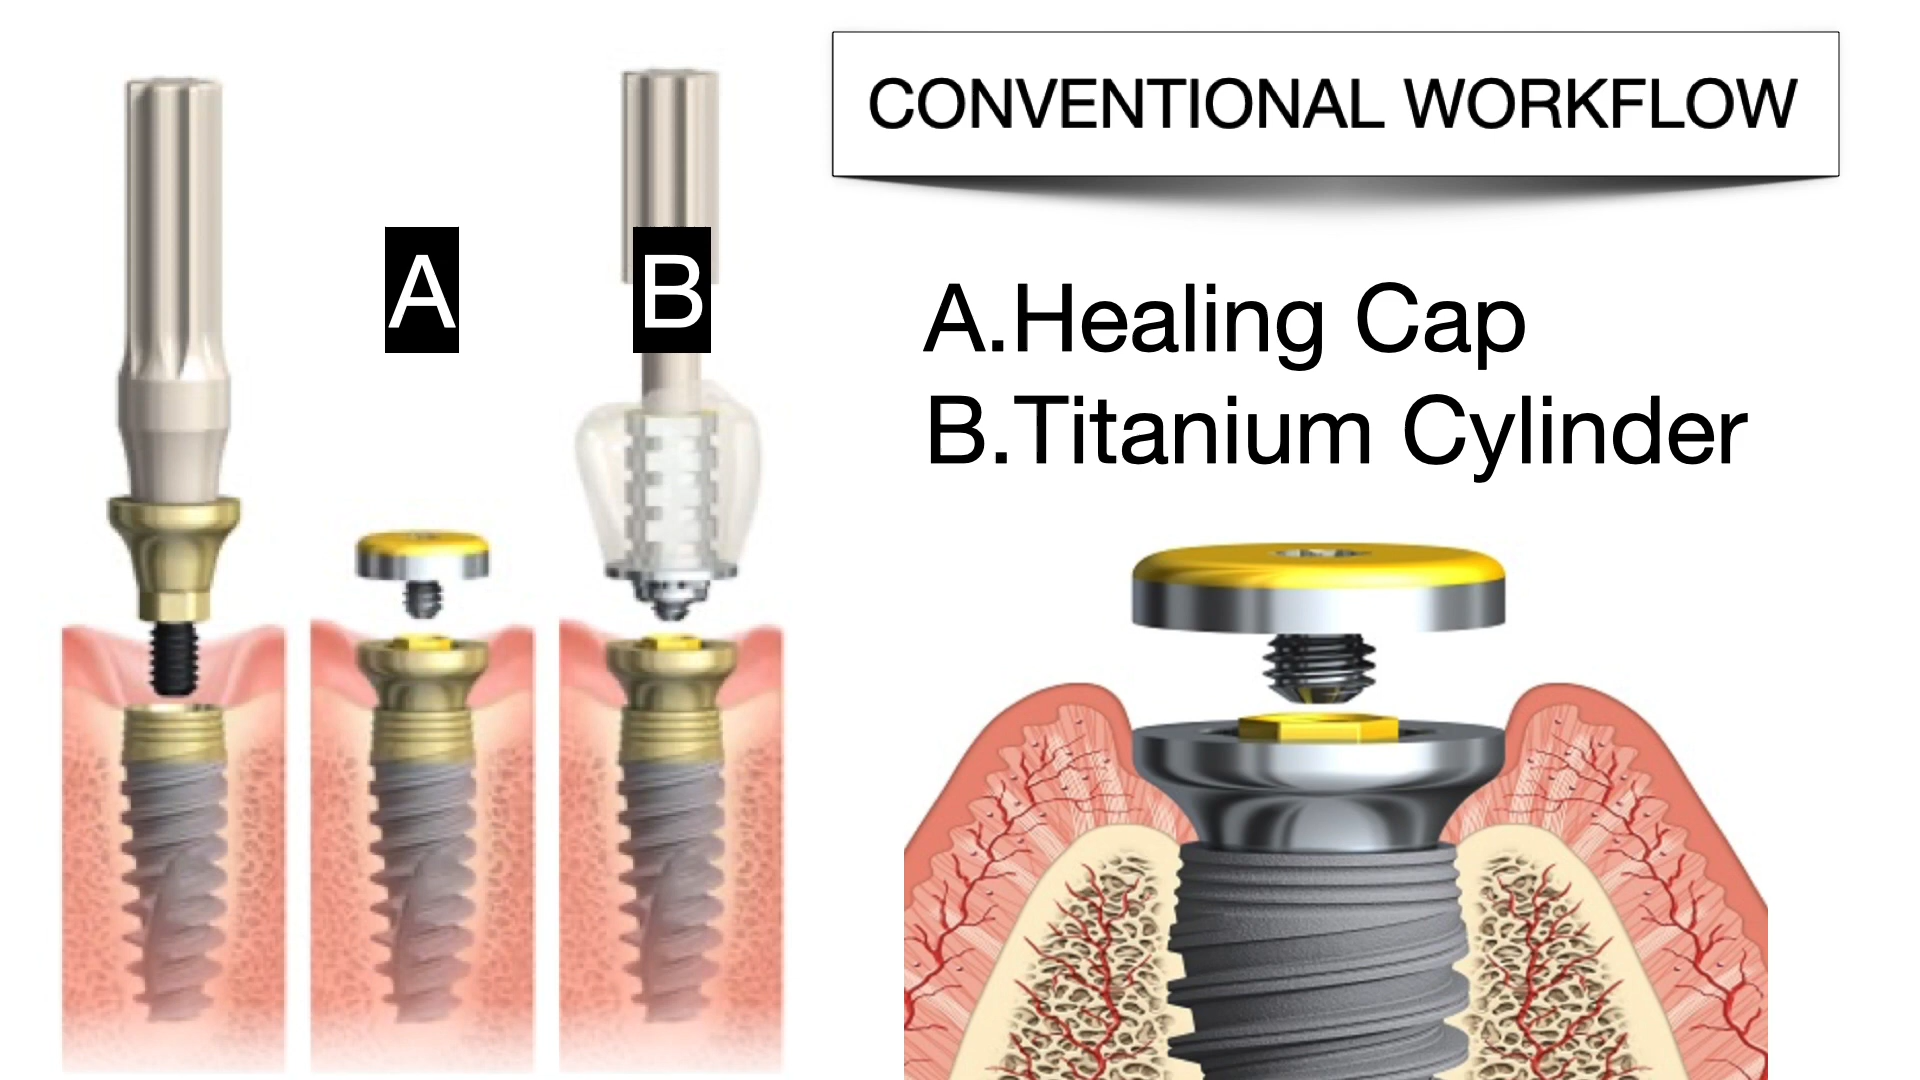 CONVENTIONAL WORKFLOW
A
B
A.Healing Cap
B.Titanium Cylinder